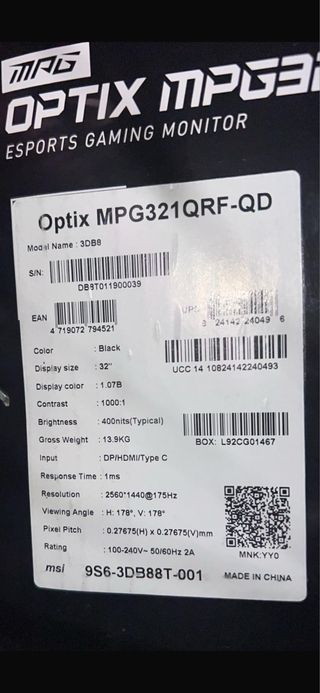 MPG
OPTIX MPG32
ESPORTS GAMING MONITOR
Optix MPG321QRF-QD
Model Name : 3DB8
S/N:
DB8T011900039
EAN
4 719072 794521
UPC
8 24142 24049 6
UCC 14 10824142240493
Color : Black
Display size : 32"
Display color : 1.07B
Contrast : 1000:1
Brightness : 400nits(Typical)
Gross Weight : 13.9KG
BOX: L92CG01467
Input : DP/HDMI/Type C
Response Time : 1ms
Resolution : 2560*1440@175Hz
Viewing Angle : H: 178°, V: 178°
Pixel Pitch : 0.27675(H) x 0.27675(V)mm
Rating : 100-240V~ 50/60Hz 2A
MNK:YY0
msi 9S6-3DB88T-001 MADE IN CHINA